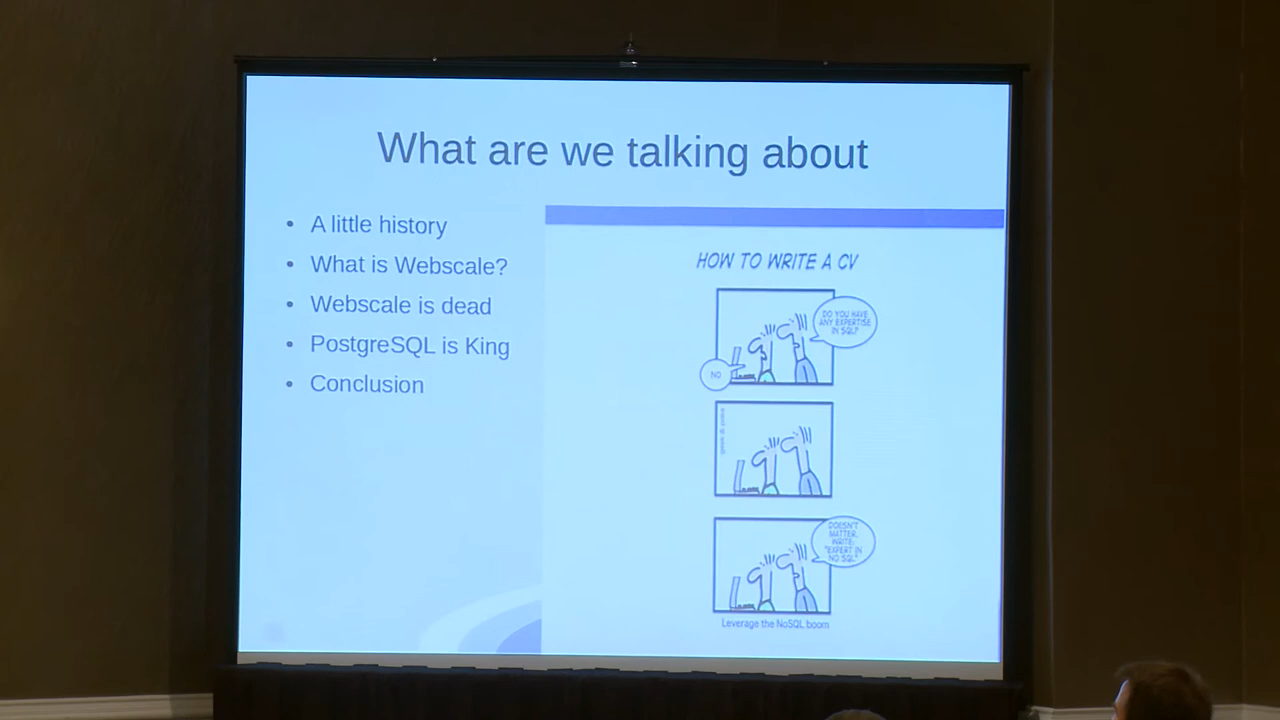 What are we talking about
• A little history
• What is Webscale?
• Webscale is dead
• PostgreSQL is King
• Conclusion
HOW TO WRITE A CV
DO YOU HAVE
ANY EXPERTISE
IN SQL?
NO
DOESN'T
MATTER,
WRITE:
"EXPERT IN
NO SQL"
Leverage the NoSQL boom